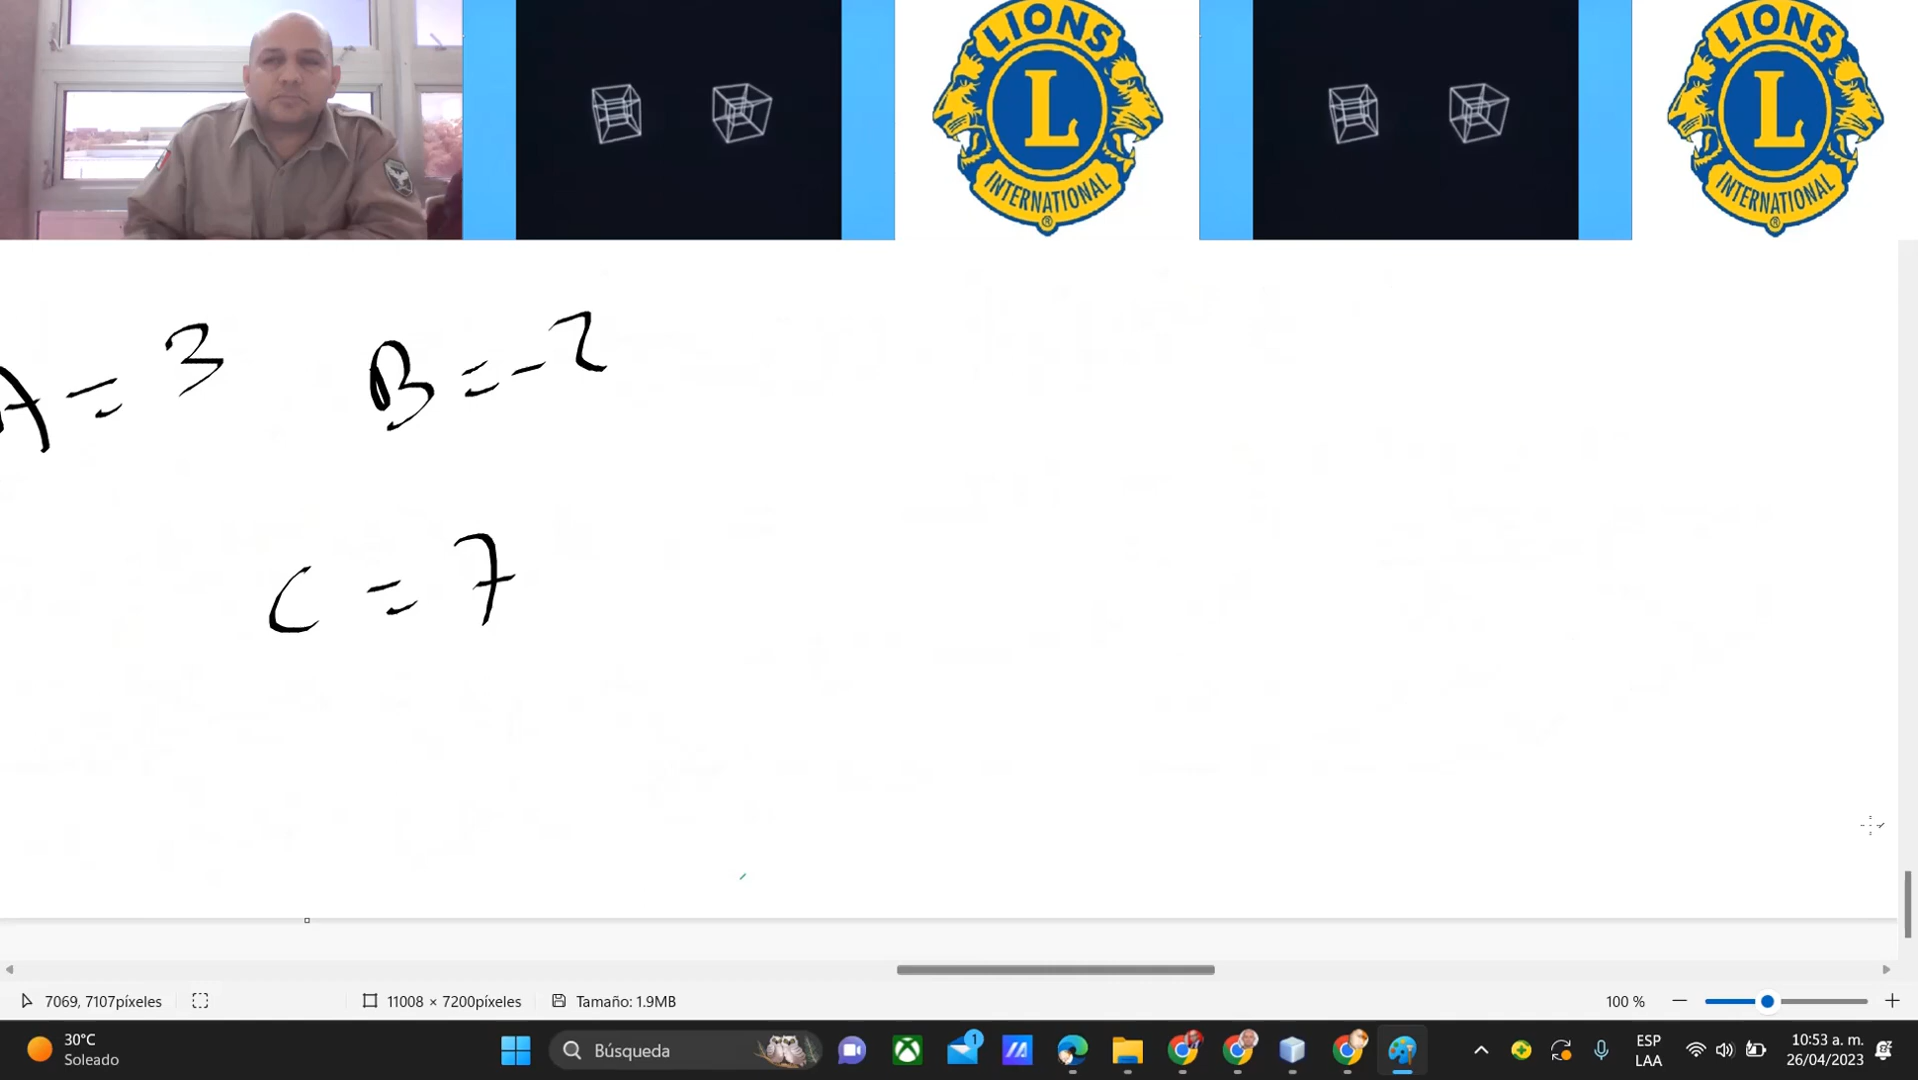 LIONS
L
INTERNATIONAL
®
LIONS
L
INTERNATIONAL
®
A = 3 B = -2
C = 7
7069, 7107píxeles
11008 × 7200píxeles
Tamaño: 1.9MB
100 %
30°C
Soleado
Búsqueda
1
ESP
LAA
10:53 a. m.
26/04/2023